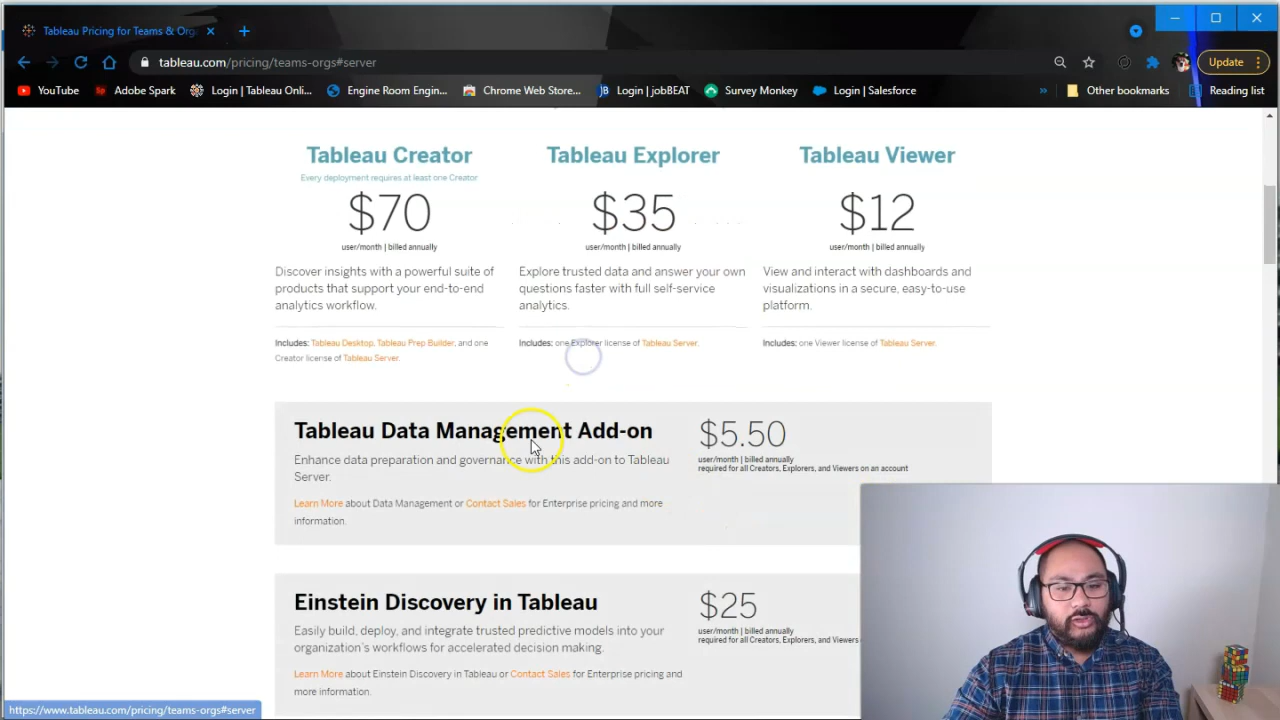 Tableau Pricing for Teams & Org
tableau.com/pricing/teams-orgs#server
Update
YouTube
Adobe Spark
Login | Tableau Onli...
Engine Room Engin...
Chrome Web Store...
Login | jobBEAT
Survey Monkey
Login | Salesforce
»
Other bookmarks
Reading list
Tableau Creator
Every deployment requires at least one Creator
$70
user/month | billed annually
Discover insights with a powerful suite of
products that support your end-to-end
analytics workflow.
Includes: Tableau Desktop, Tableau Prep Builder, and one
Creator license of Tableau Server.
Tableau Explorer
$35
user/month | billed annually
Explore trusted data and answer your own
questions faster with full self-service
analytics.
Includes: one Explorer license of Tableau Server.
Tableau Viewer
$12
user/month | billed annually
View and interact with dashboards and
visualizations in a secure, easy-to-use
platform.
Includes: one Viewer license of Tableau Server.
Tableau Data Management Add-on
Enhance data preparation and governance with this add-on to Tableau
Server.
Learn More about Data Management or Contact Sales for Enterprise pricing and more
information.
$5.50
user/month | billed annually
required for all Creators, Explorers, and Viewers on an account
Einstein Discovery in Tableau
Easily build, deploy, and integrate trusted predictive models into your
organization's workflows for accelerated decision making.
Learn More about Einstein Discovery in Tableau or Contact Sales for Enterprise pricing and
more information.
$25
user/month | billed annually
required for all Creators, Explorers, and Viewers
https://www.tableau.com/pricing/teams-orgs#server